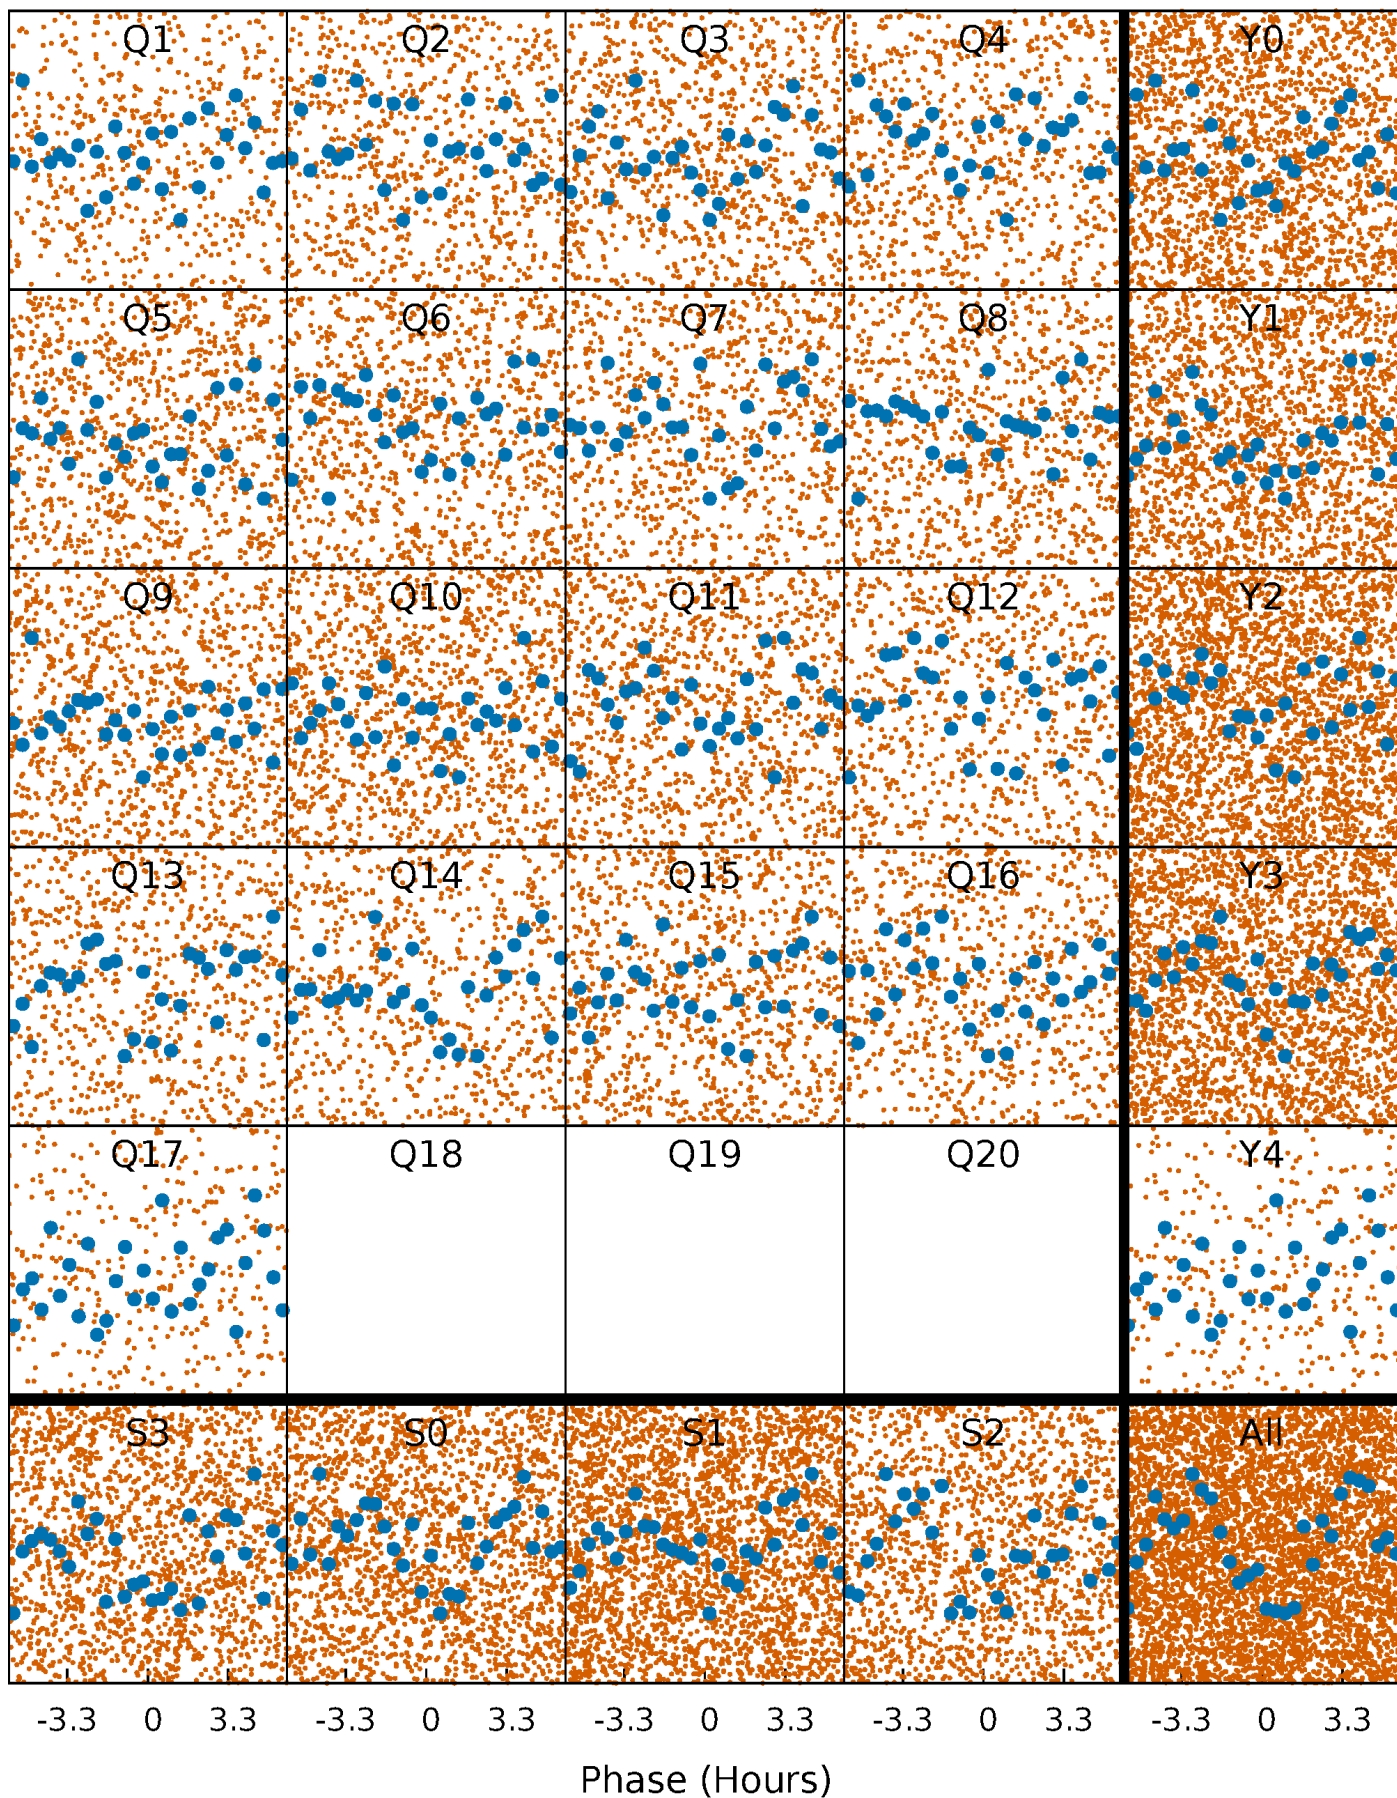 Q1 Q2 Q3 Q4 Y0
Q5 Q6 Q7 Q8 Y1
Q9 Q10 Q11 Q12 Y2
Q13 Q14 Q15 Q16 Y3
Q17 Q18 Q19 Q20 Y4
S3 S0 S1 S2 All
-3.3 0 3.3 -3.3 0 3.3 -3.3 0 3.3 -3.3 0 3.3 -3.3 0 3.3
Phase (Hours)